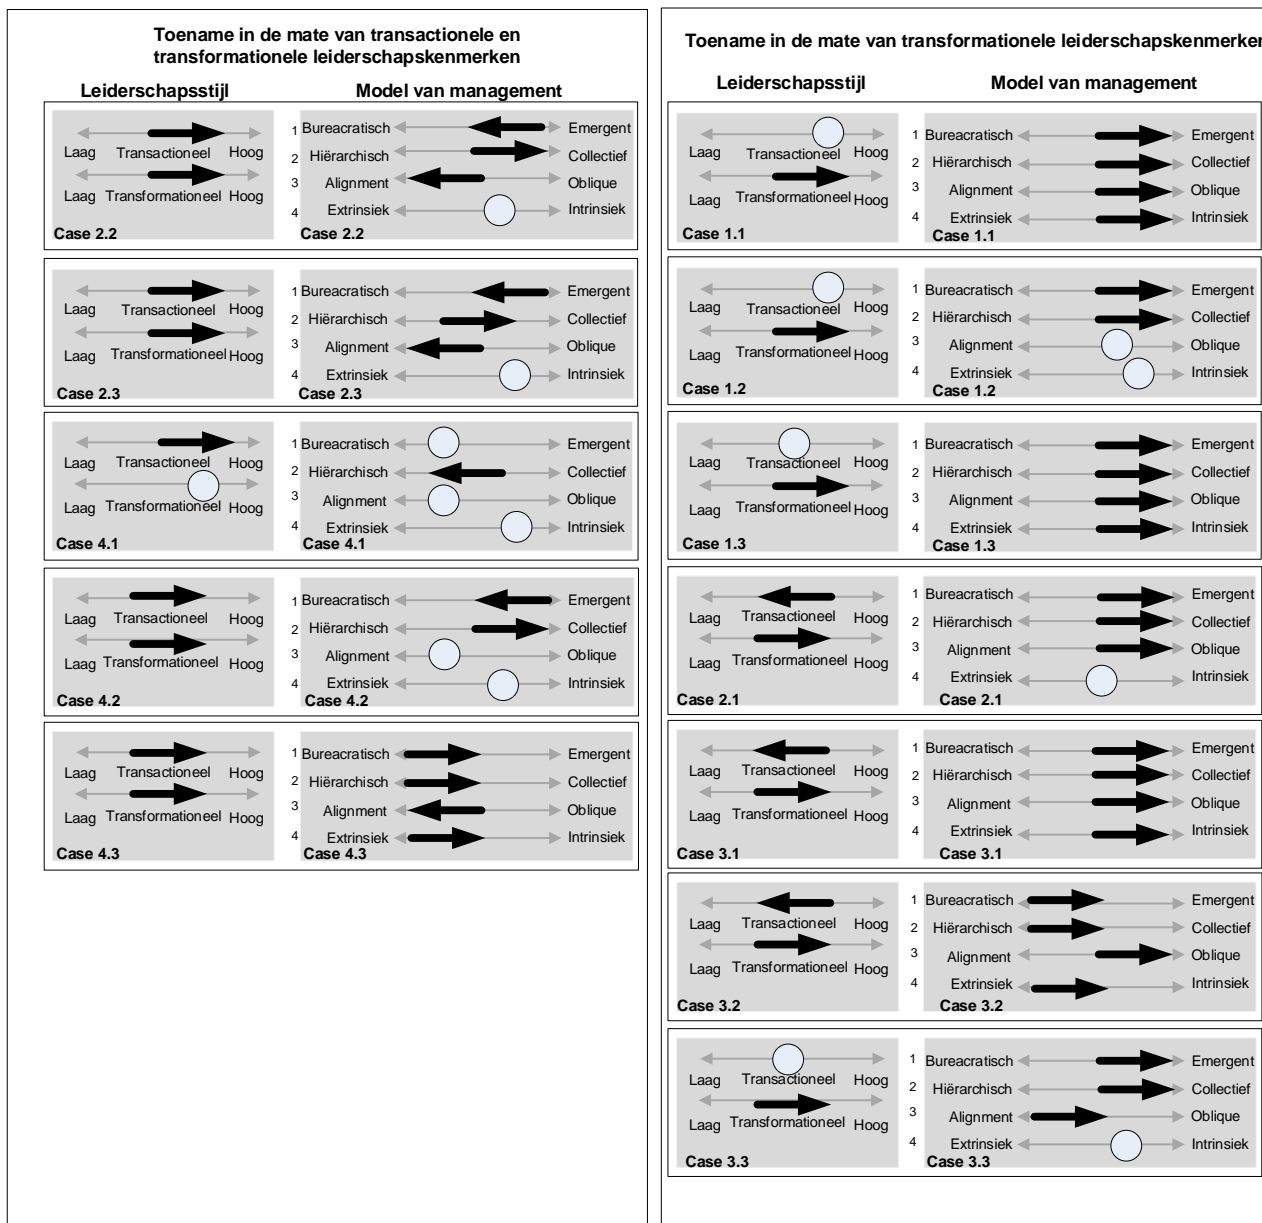 Toename in de mate van transactionele en
transformationele leiderschapskenmerken
Leiderschapsstijl Model van management
Laag Transactioneel Hoog
Laag Transformationeel Hoog
Case 2.2
1 Bureacratisch Emergent
2 Hiërarchisch Collectief
3 Alignment Oblique
4 Extrinsiek Intrinsiek
Case 2.2
Laag Transactioneel Hoog
Laag Transformationeel Hoog
Case 2.3
1 Bureacratisch Emergent
2 Hiërarchisch Collectief
3 Alignment Oblique
4 Extrinsiek Intrinsiek
Case 2.3
Laag Transactioneel Hoog
Laag Transformationeel Hoog
Case 4.1
1 Bureacratisch Emergent
2 Hiërarchisch Collectief
3 Alignment Oblique
4 Extrinsiek Intrinsiek
Case 4.1
Laag Transactioneel Hoog
Laag Transformationeel Hoog
Case 4.2
1 Bureacratisch Emergent
2 Hiërarchisch Collectief
3 Alignment Oblique
4 Extrinsiek Intrinsiek
Case 4.2
Laag Transactioneel Hoog
Laag Transformationeel Hoog
Case 4.3
1 Bureacratisch Emergent
2 Hiërarchisch Collectief
3 Alignment Oblique
4 Extrinsiek Intrinsiek
Case 4.3
Toename in de mate van transformationele leiderschapskenmerken
Leiderschapsstijl Model van management
Laag Transactioneel Hoog
Laag Transformationeel Hoog
Case 1.1
1 Bureacratisch Emergent
2 Hiërarchisch Collectief
3 Alignment Oblique
4 Extrinsiek Intrinsiek
Case 1.1
Laag Transactioneel Hoog
Laag Transformationeel Hoog
Case 1.2
1 Bureacratisch Emergent
2 Hiërarchisch Collectief
3 Alignment Oblique
4 Extrinsiek Intrinsiek
Case 1.2
Laag Transactioneel Hoog
Laag Transformationeel Hoog
Case 1.3
1 Bureacratisch Emergent
2 Hiërarchisch Collectief
3 Alignment Oblique
4 Extrinsiek Intrinsiek
Case 1.3
Laag Transactioneel Hoog
Laag Transformationeel Hoog
Case 2.1
1 Bureacratisch Emergent
2 Hiërarchisch Collectief
3 Alignment Oblique
4 Extrinsiek Intrinsiek
Case 2.1
Laag Transactioneel Hoog
Laag Transformationeel Hoog
Case 3.1
1 Bureacratisch Emergent
2 Hiërarchisch Collectief
3 Alignment Oblique
4 Extrinsiek Intrinsiek
Case 3.1
Laag Transactioneel Hoog
Laag Transformationeel Hoog
Case 3.2
1 Bureacratisch Emergent
2 Hiërarchisch Collectief
3 Alignment Oblique
4 Extrinsiek Intrinsiek
Case 3.2
Laag Transactioneel Hoog
Laag Transformationeel Hoog
Case 3.3
1 Bureacratisch Emergent
2 Hiërarchisch Collectief
3 Alignment Oblique
4 Extrinsiek Intrinsiek
Case 3.3